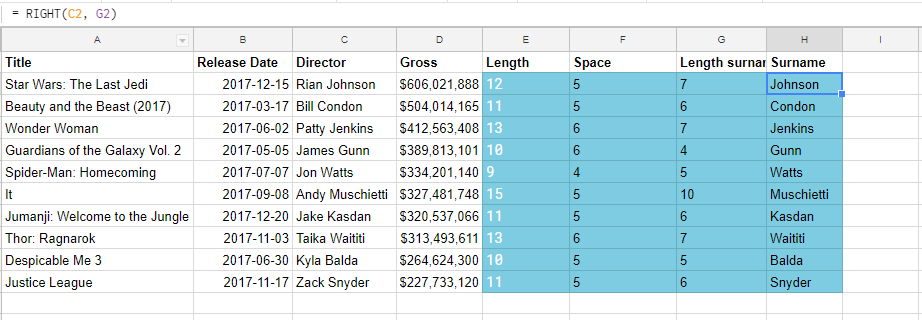 = RIGHT(C2, G2)
A B C D E F G H I
Title Release Date Director Gross Length Space Length surnar Surname
Star Wars: The Last Jedi 2017-12-15 Rian Johnson $606,021,888 12 5 7 Johnson
Beauty and the Beast (2017) 2017-03-17 Bill Condon $504,014,165 11 5 6 Condon
Wonder Woman 2017-06-02 Patty Jenkins $412,563,408 13 6 7 Jenkins
Guardians of the Galaxy Vol. 2 2017-05-05 James Gunn $389,813,101 10 6 4 Gunn
Spider-Man: Homecoming 2017-07-07 Jon Watts $334,201,140 9 4 5 Watts
It 2017-09-08 Andy Muschietti $327,481,748 15 5 10 Muschietti
Jumanji: Welcome to the Jungle 2017-12-20 Jake Kasdan $320,537,066 11 5 6 Kasdan
Thor: Ragnarok 2017-11-03 Taika Waititi $313,493,611 13 6 7 Waititi
Despicable Me 3 2017-06-30 Kyla Balda $264,624,300 10 5 5 Balda
Justice League 2017-11-17 Zack Snyder $227,733,120 11 5 6 Snyder